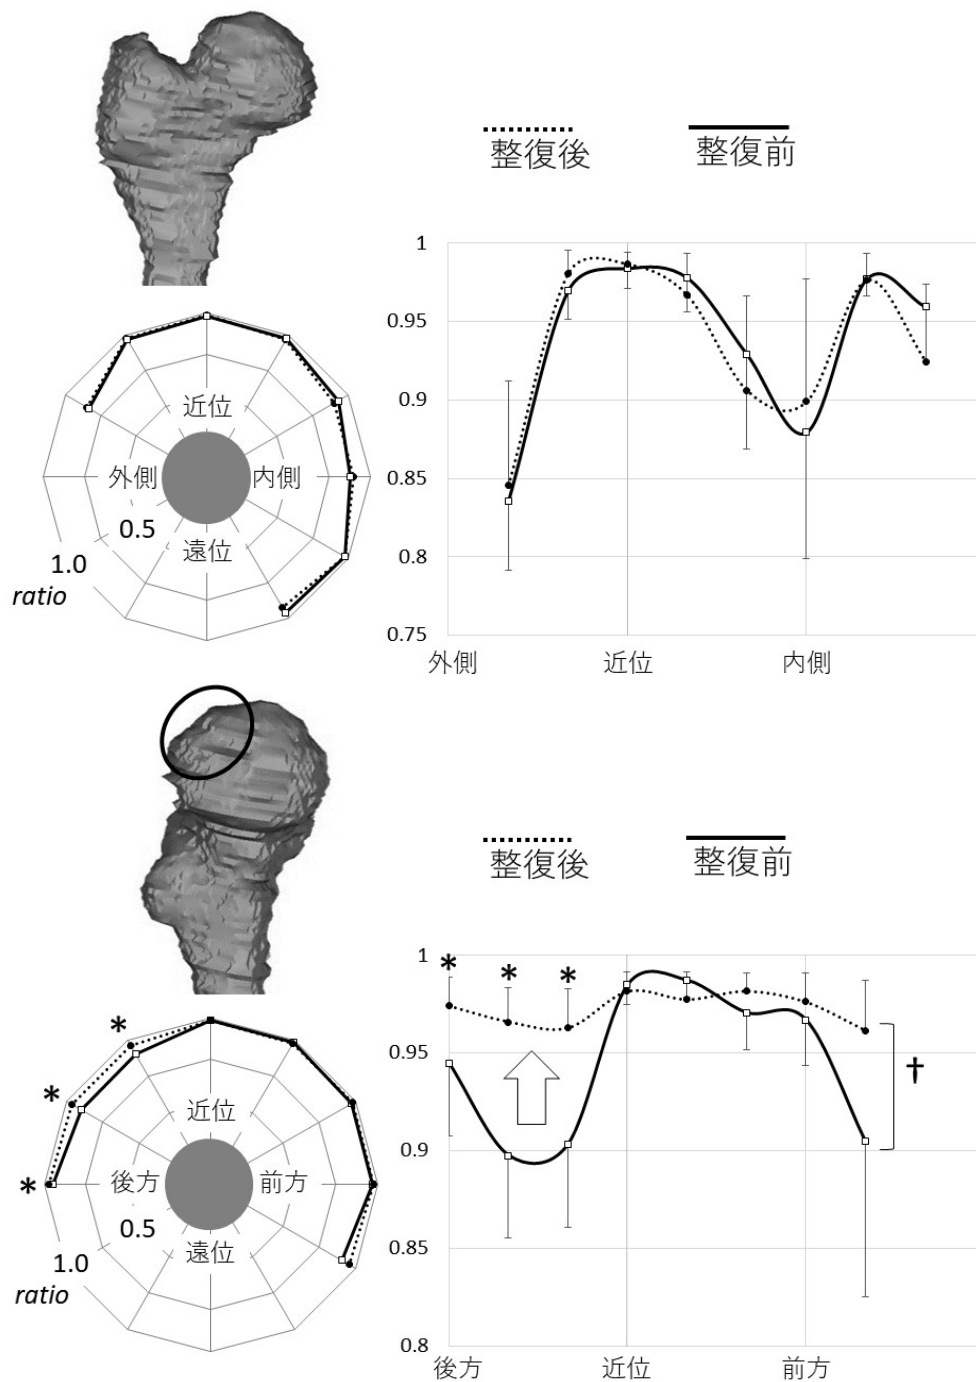 整復後 整復前
1
0.95
0.9
0.85
0.8
0.75
外側 近位 内側
近位
外側 内側
遠位
0.5
1.0
ratio
整復後 整復前
1
0.95
0.9
0.85
0.8
* * *
†
後方 近位 前方
*
*
*
近位
後方 前方
遠位
0.5
1.0
ratio